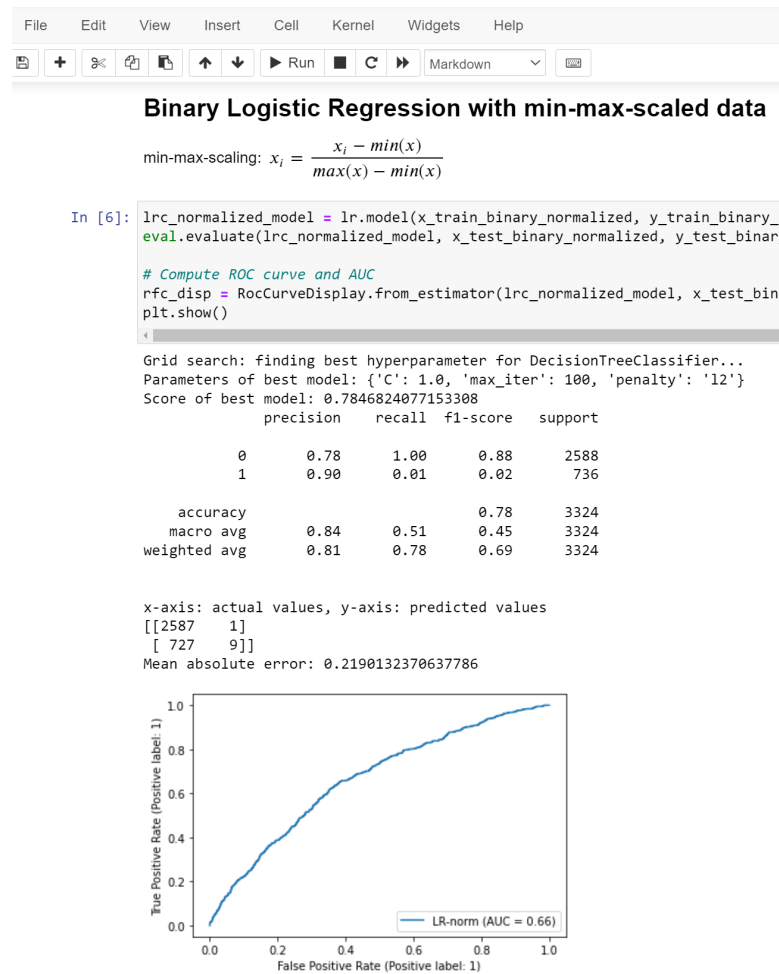 File Edit View Insert Cell Kernel Widgets Help
Run Markdown
Binary Logistic Regression with min-max-scaled data
min-max-scaling: x_i = \frac{x_i - min(x)}{max(x) - min(x)}
In [6]: lrc_normalized_model = lr.model(x_train_binary_normalized, y_train_binary_
eval.evaluate(lrc_normalized_model, x_test_binary_normalized, y_test_binar
# Compute ROC curve and AUC
rfc_disp = RocCurveDisplay.from_estimator(lrc_normalized_model, x_test_bin
plt.show()
Grid search: finding best hyperparameter for DecisionTreeClassifier...
Parameters of best model: {'C': 1.0, 'max_iter': 100, 'penalty': 'l2'}
Score of best model: 0.7846824077153308
precision recall f1-score support
0 0.78 1.00 0.88 2588
1 0.90 0.01 0.02 736
accuracy 0.78 3324
macro avg 0.84 0.51 0.45 3324
weighted avg 0.81 0.78 0.69 3324
x-axis: actual values, y-axis: predicted values
[[2587 1]
[ 727 9]]
Mean absolute error: 0.2190132370637786
True Positive Rate (Positive label: 1)
1.0
0.8
0.6
0.4
0.2
0.0
LR-norm (AUC = 0.66)
0.0 0.2 0.4 0.6 0.8 1.0
False Positive Rate (Positive label: 1)